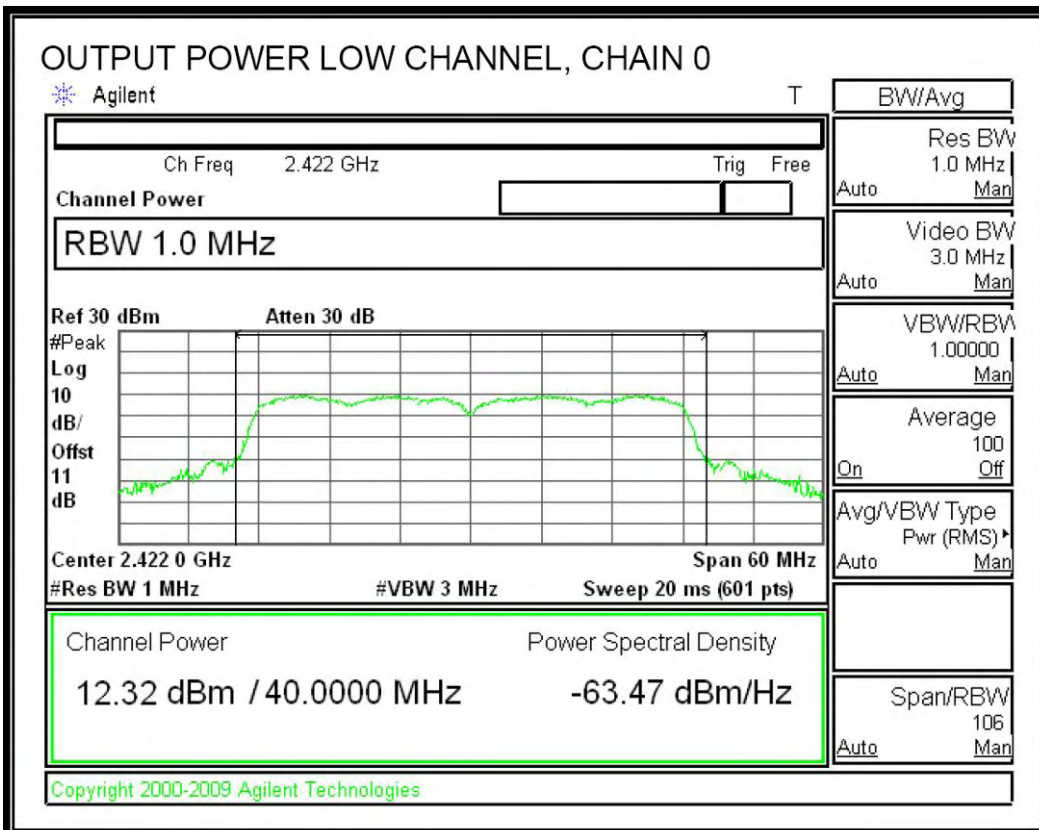 OUTPUT POWER LOW CHANNEL, CHAIN 0
Agilent T
Ch Freq 2.422 GHz Trig Free
Channel Power
RBW 1.0 MHz
Ref 30 dBm Atten 30 dB
#Peak
Log
10
dB/
Offst
11
dB
Center 2.422 0 GHz Span 60 MHz
#Res BW 1 MHz #VBW 3 MHz Sweep 20 ms (601 pts)
Channel Power Power Spectral Density
12.32 dBm / 40.0000 MHz -63.47 dBm/Hz
Copyright 2000-2009 Agilent Technologies
BW/Avg
Res BW
1.0 MHz
Auto Man
Video BW
3.0 MHz
Auto Man
VBW/RBW
1.00000
Auto Man
Average
100
On Off
Avg/VBW Type
Pwr (RMS)
Auto Man
Span/RBW
106
Auto Man